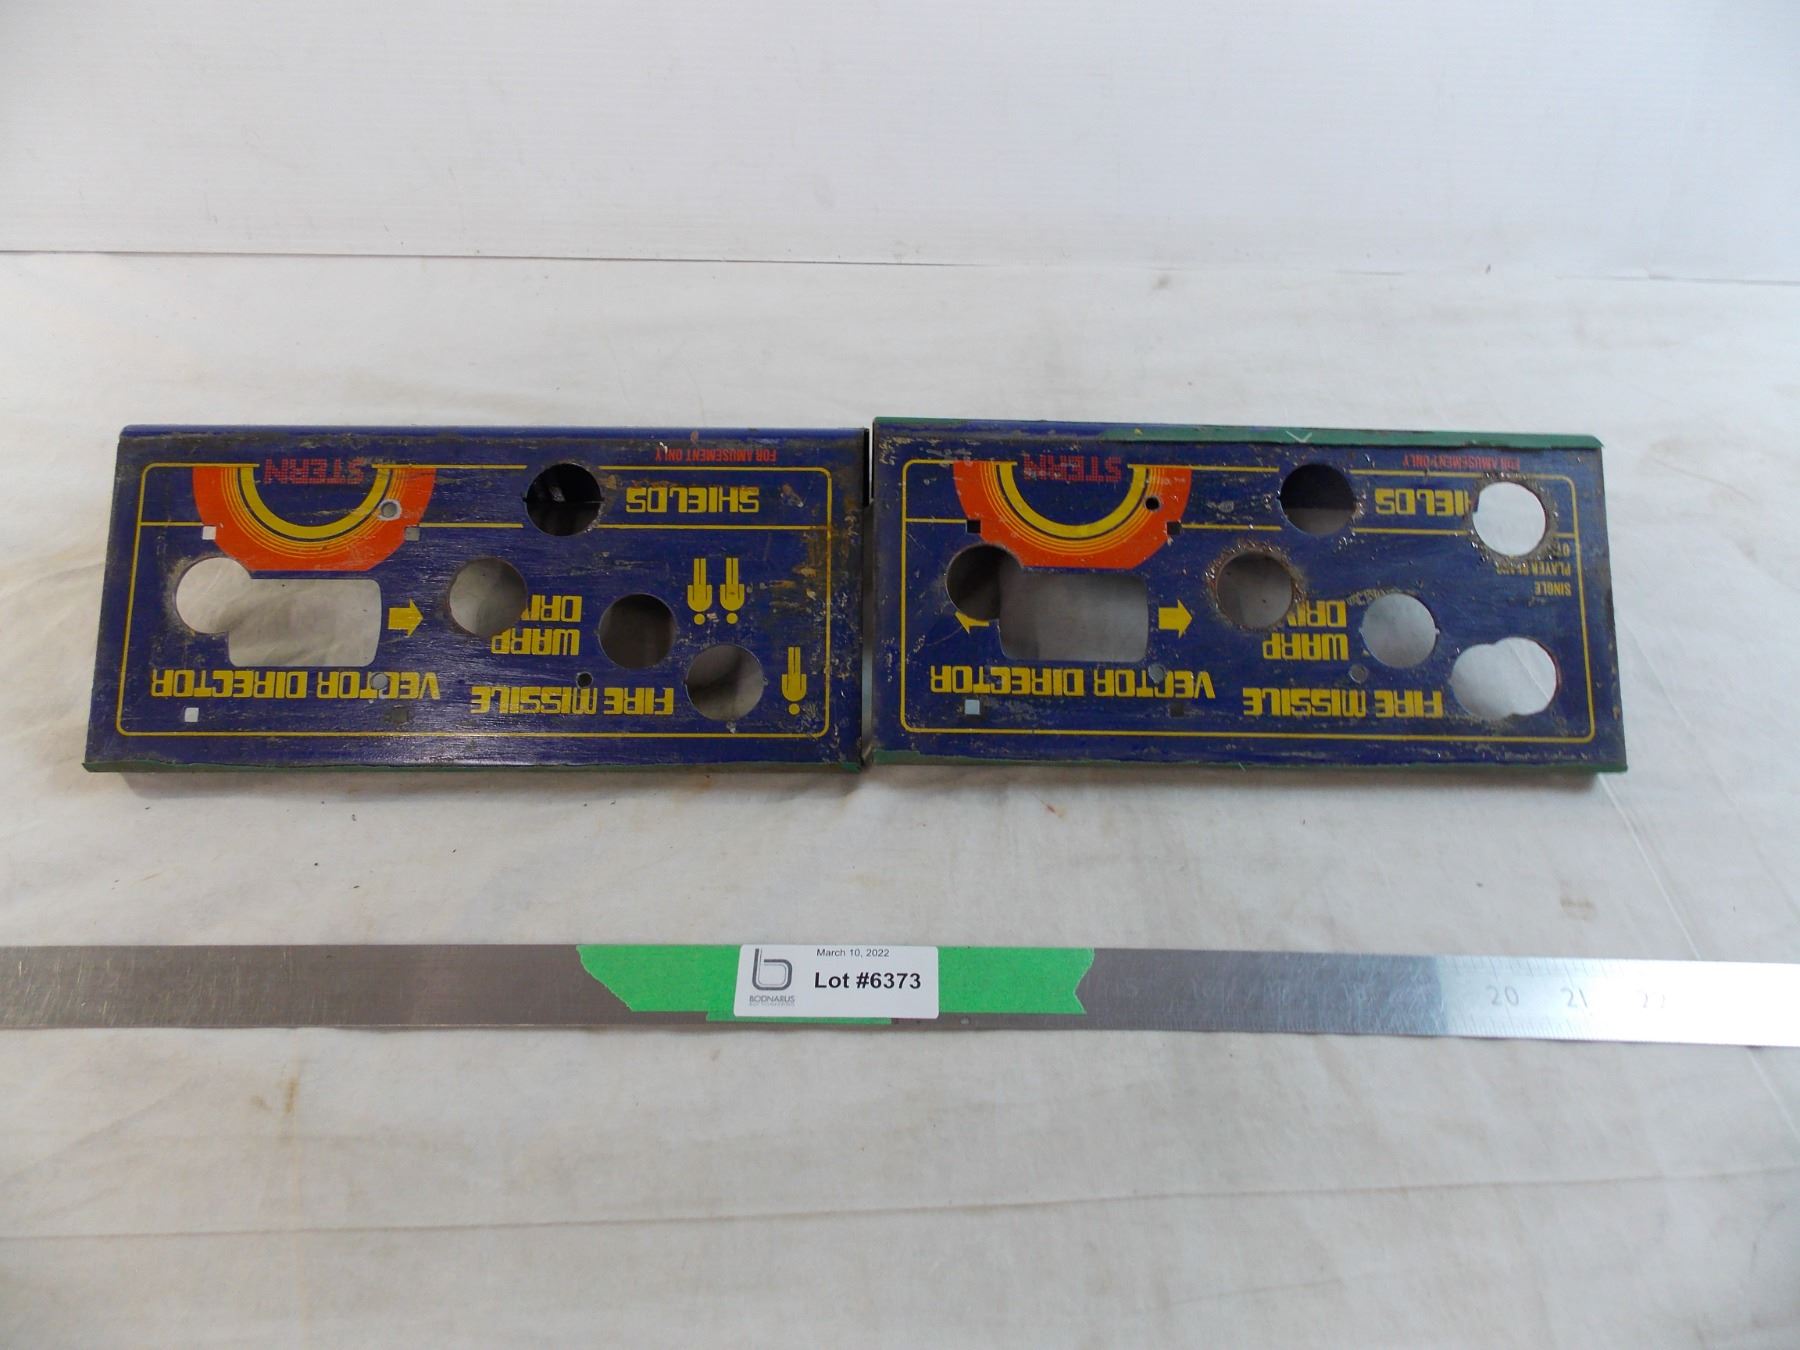 STERN
FOR AMUSEMENT ONLY
SHIELDS
WARP
FIRE MISSILE
VECTOR DIRECTOR
STERN
FOR AMUSEMENT ONLY
WARP
SINGLE
FIRE MISSILE
VECTOR DIRECTOR
March 10, 2022
Lot #6373
BODNARUS
20 21 22